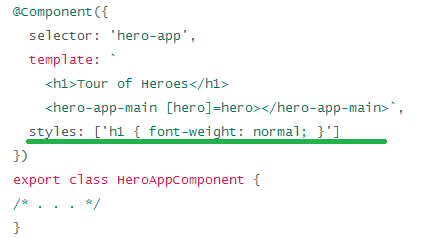 @Component({
  selector: 'hero-app',
  template: `
    <h1>Tour of Heroes</h1>
    <hero-app-main [hero]=hero></hero-app-main>`,
  styles: ['h1 { font-weight: normal; }']
})
export class HeroAppComponent {
/* . . . */
}